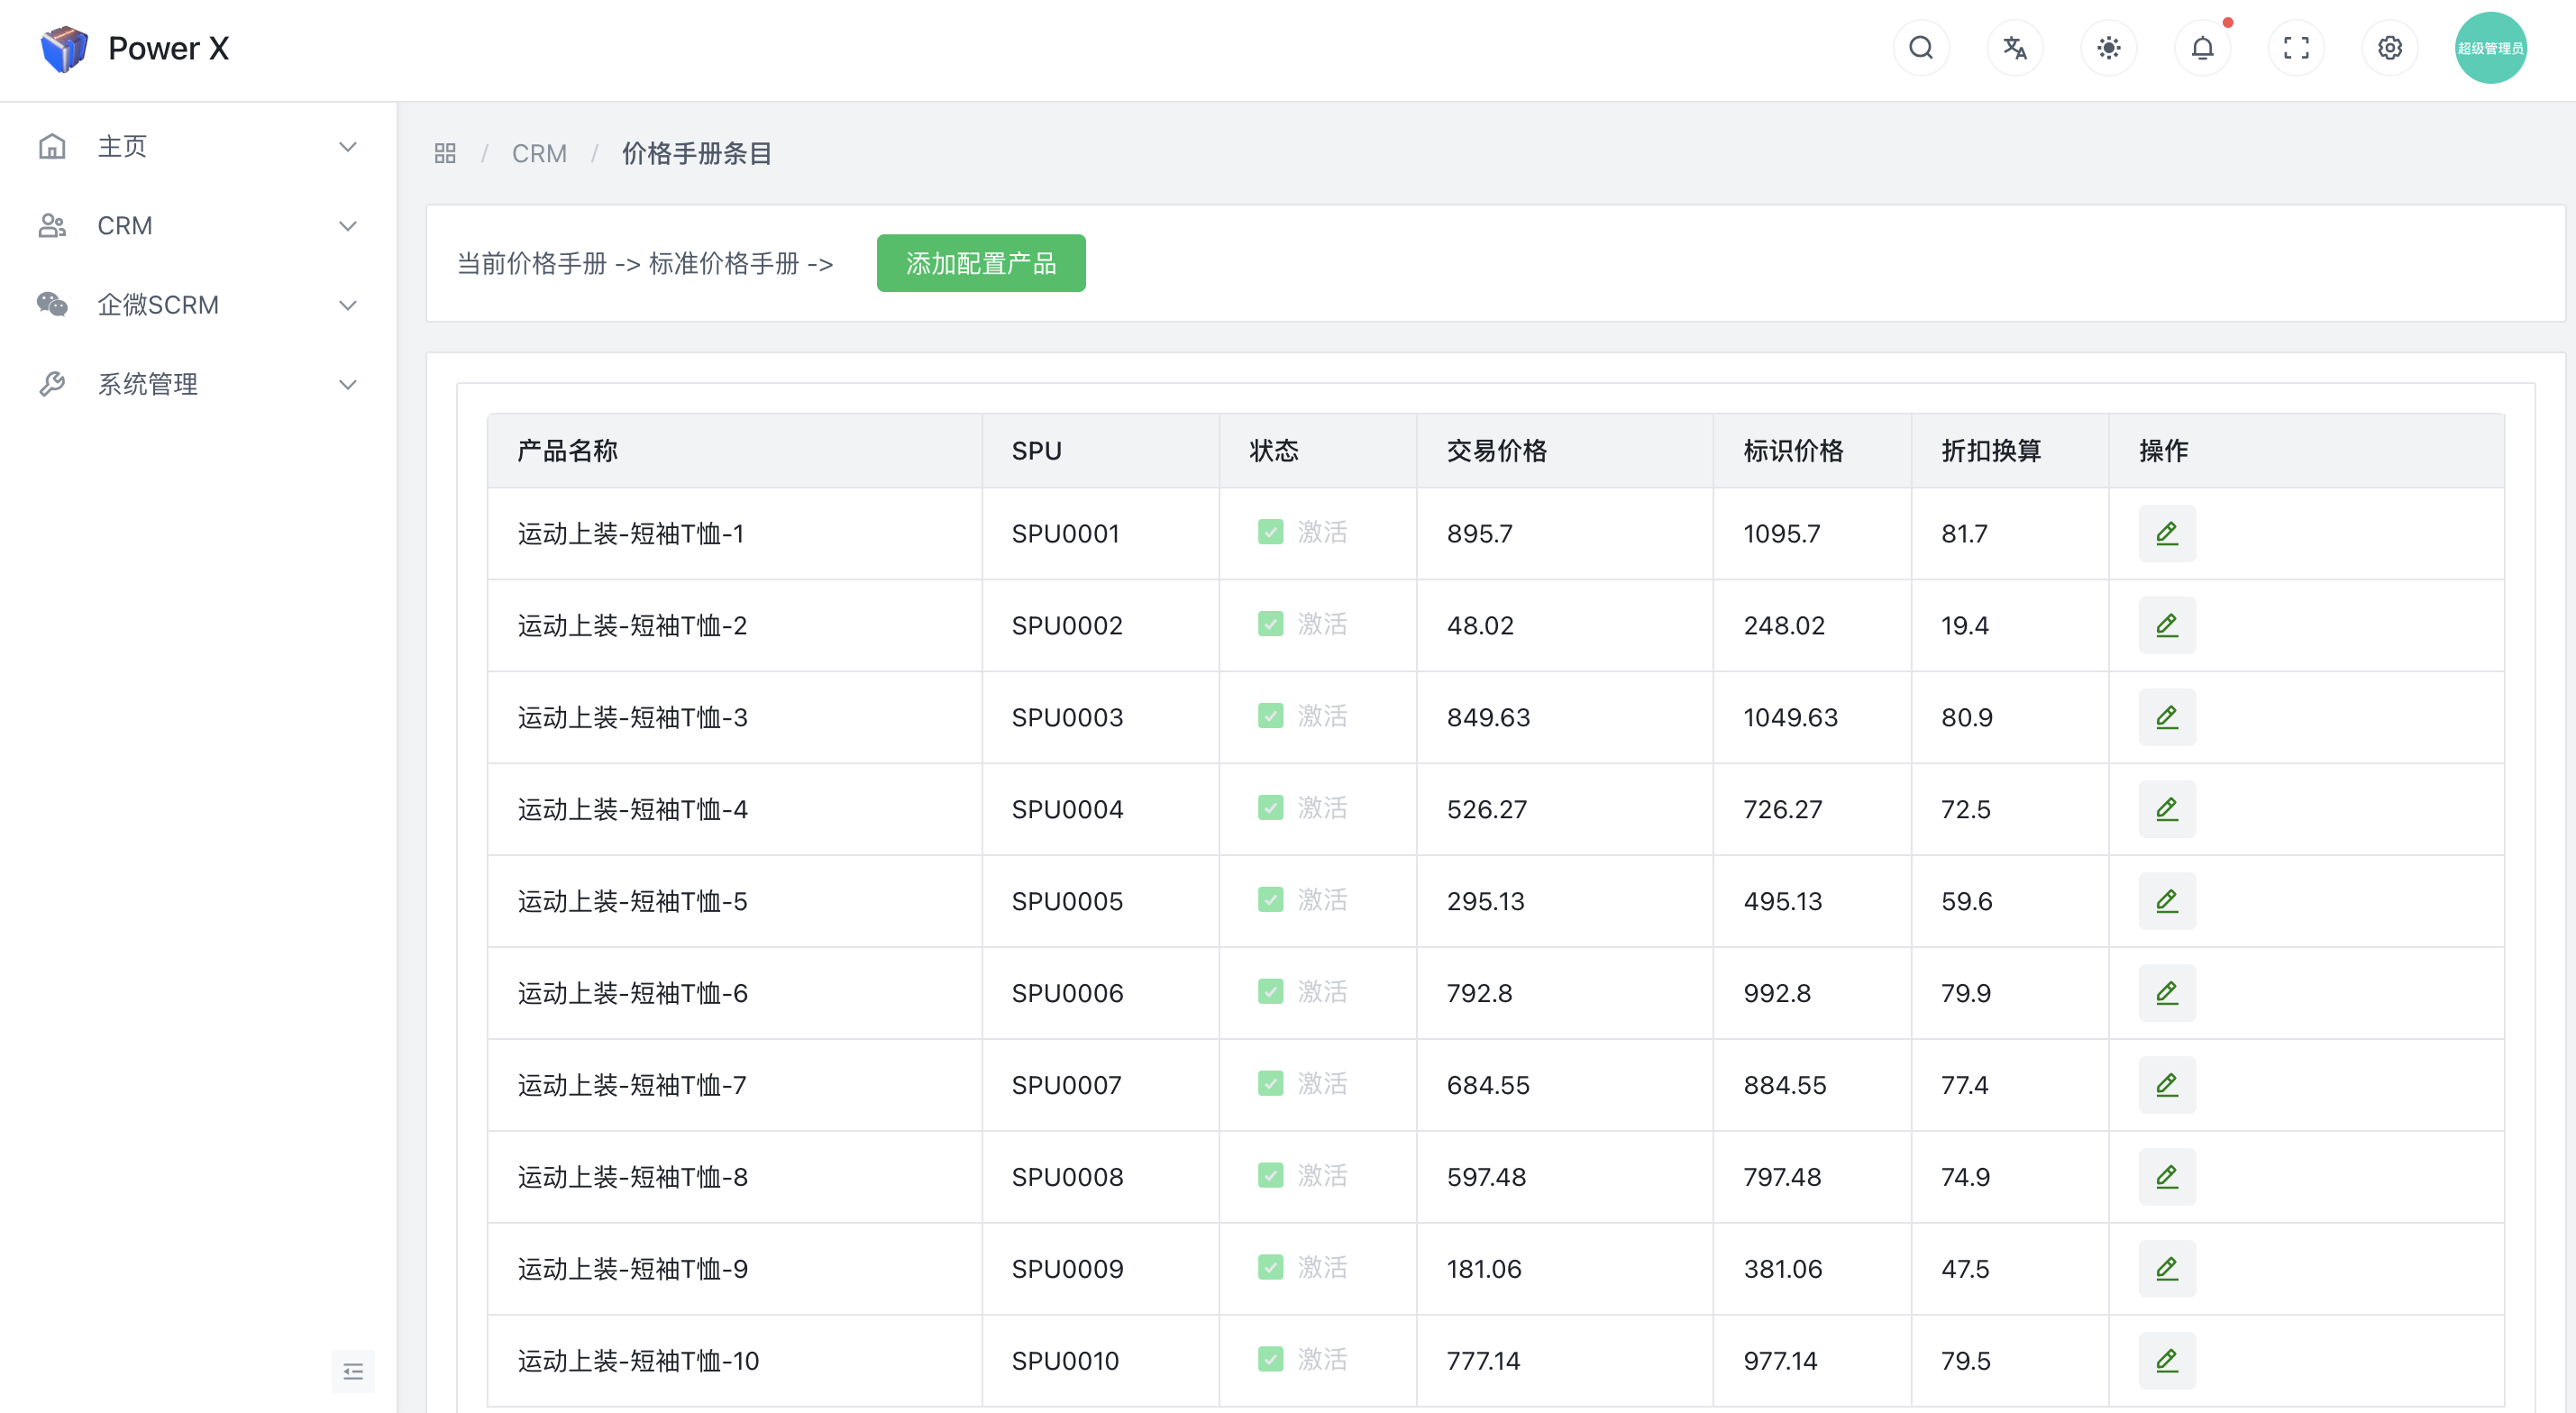 Power X
超级管理员
主页
CRM
企微SCRM
系统管理
/ CRM / 价格手册条目
当前价格手册 -> 标准价格手册 -> 添加配置产品
产品名称 SPU 状态 交易价格 标识价格 折扣换算 操作
运动上装-短袖T恤-1 SPU0001 激活 895.7 1095.7 81.7
运动上装-短袖T恤-2 SPU0002 激活 48.02 248.02 19.4
运动上装-短袖T恤-3 SPU0003 激活 849.63 1049.63 80.9
运动上装-短袖T恤-4 SPU0004 激活 526.27 726.27 72.5
运动上装-短袖T恤-5 SPU0005 激活 295.13 495.13 59.6
运动上装-短袖T恤-6 SPU0006 激活 792.8 992.8 79.9
运动上装-短袖T恤-7 SPU0007 激活 684.55 884.55 77.4
运动上装-短袖T恤-8 SPU0008 激活 597.48 797.48 74.9
运动上装-短袖T恤-9 SPU0009 激活 181.06 381.06 47.5
运动上装-短袖T恤-10 SPU0010 激活 777.14 977.14 79.5